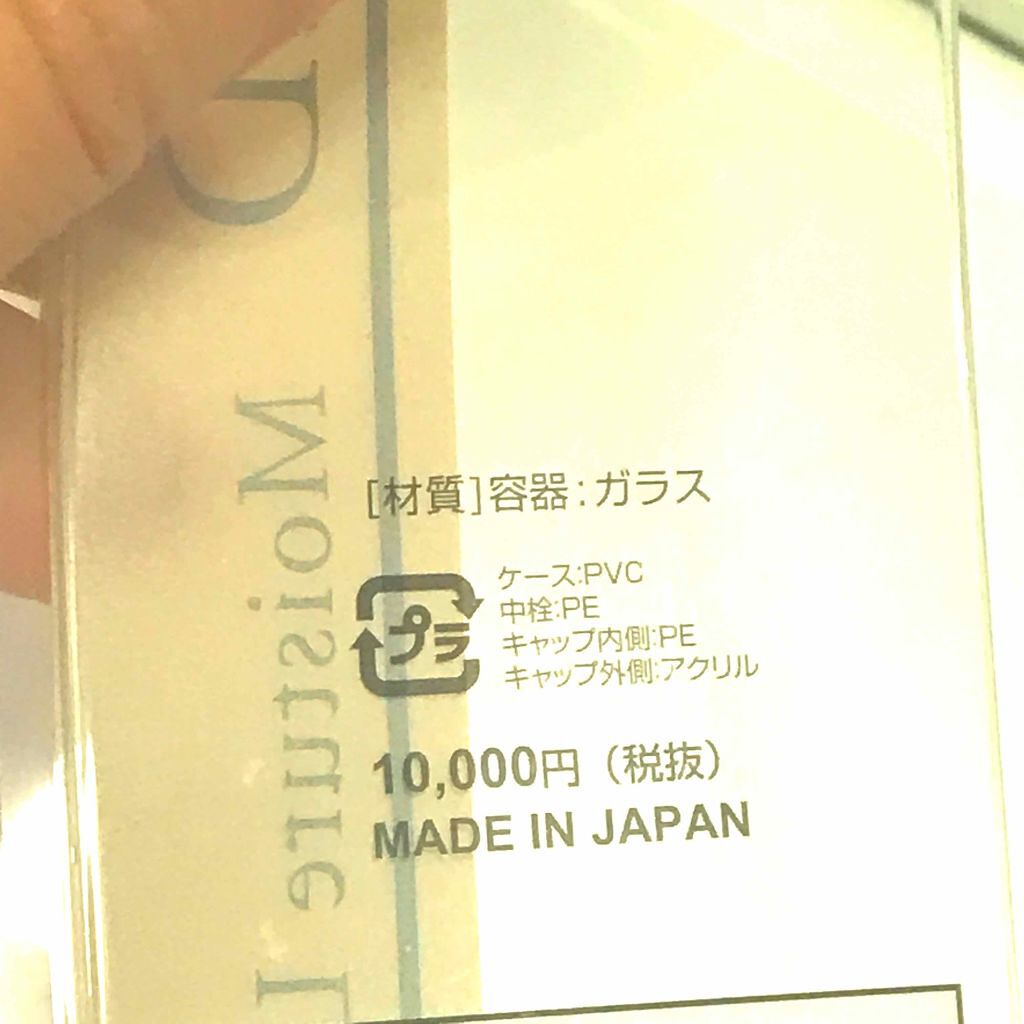 [材質]容器:ガラス
プラ
ケース:PVC
中栓:PE
キャップ内側:PE
キャップ外側:アクリル
10,000円(税抜)
MADE IN JAPAN
Moisture